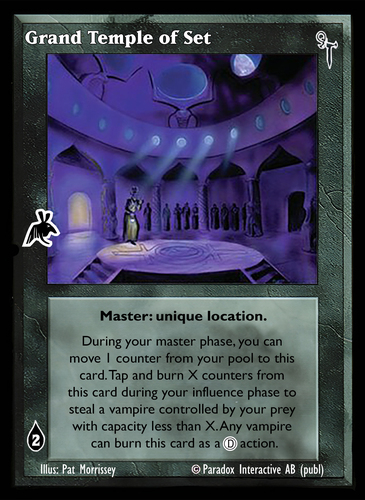 Grand Temple of Set
Master: unique location.
During your master phase, you can
move 1 counter from your pool to this
card. Tap and burn X counters from
this card during your influence phase to
steal a vampire controlled by your prey
with capacity less than X. Any vampire
can burn this card as a Ⓓ action.
2
Illus: Pat Morrissey
© Paradox Interactive AB (publ)